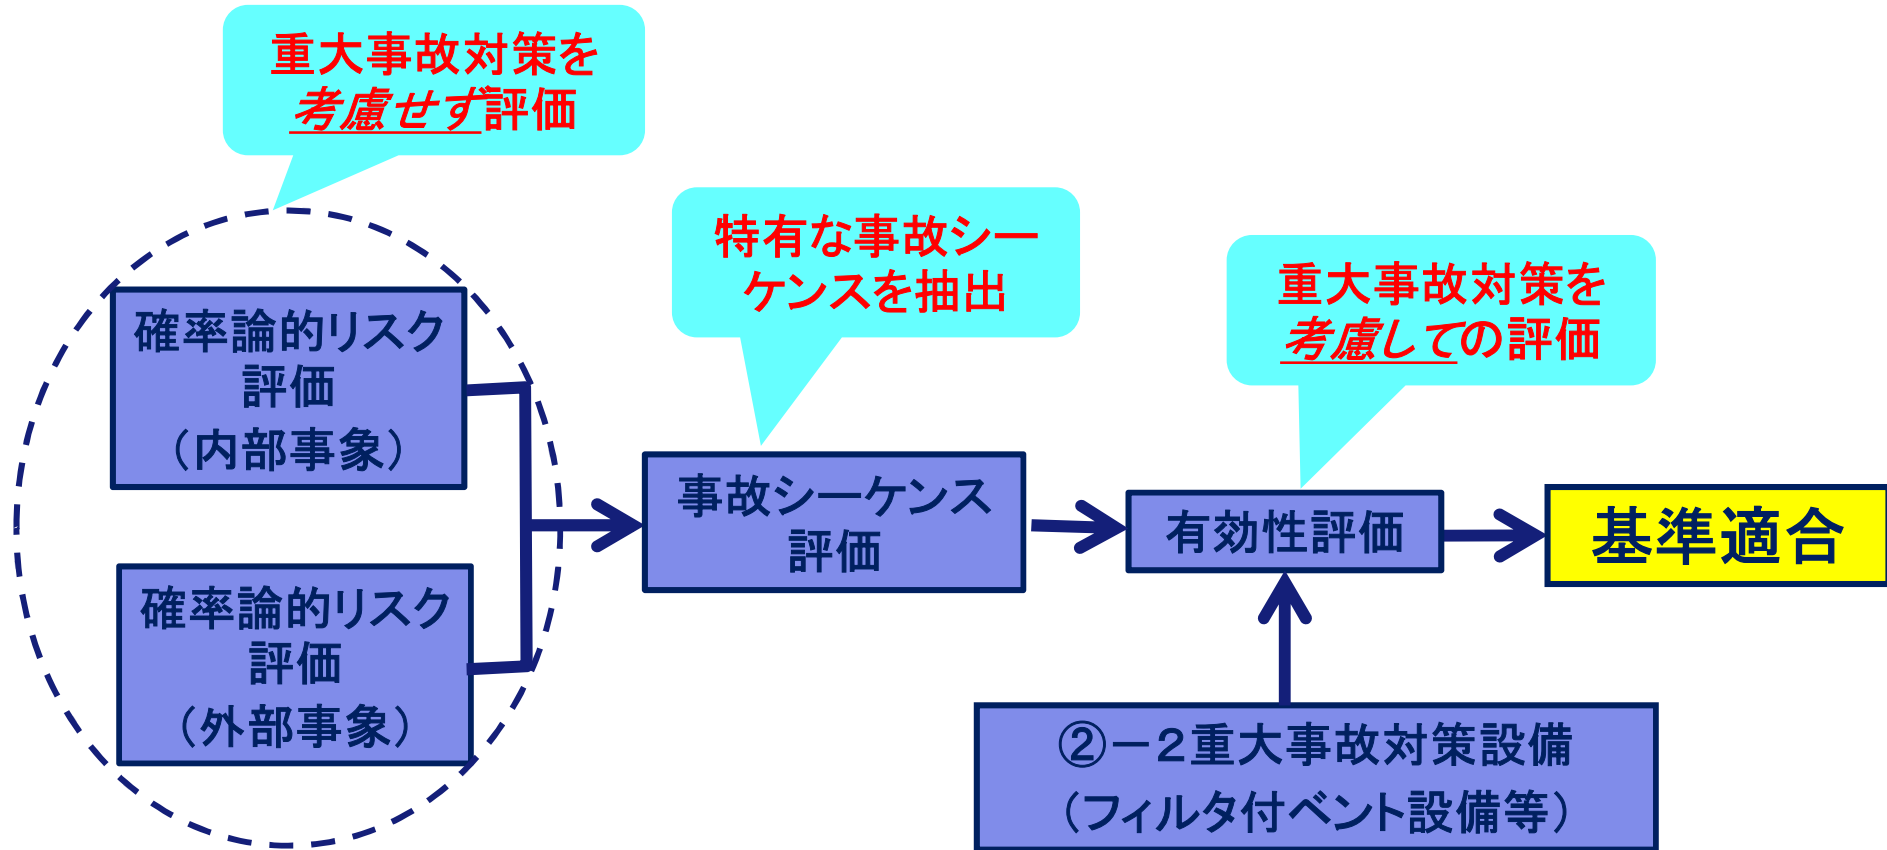 重大事故対策を
考慮せず評価
特有な事故シー
ケンスを抽出
重大事故対策を
考慮しての評価
確率論的リスク
評価
（内部事象）
事故シーケンス
評価
有効性評価
基準適合
確率論的リスク
評価
（外部事象）
②－２重大事故対策設備
（フィルタ付ベント設備等）